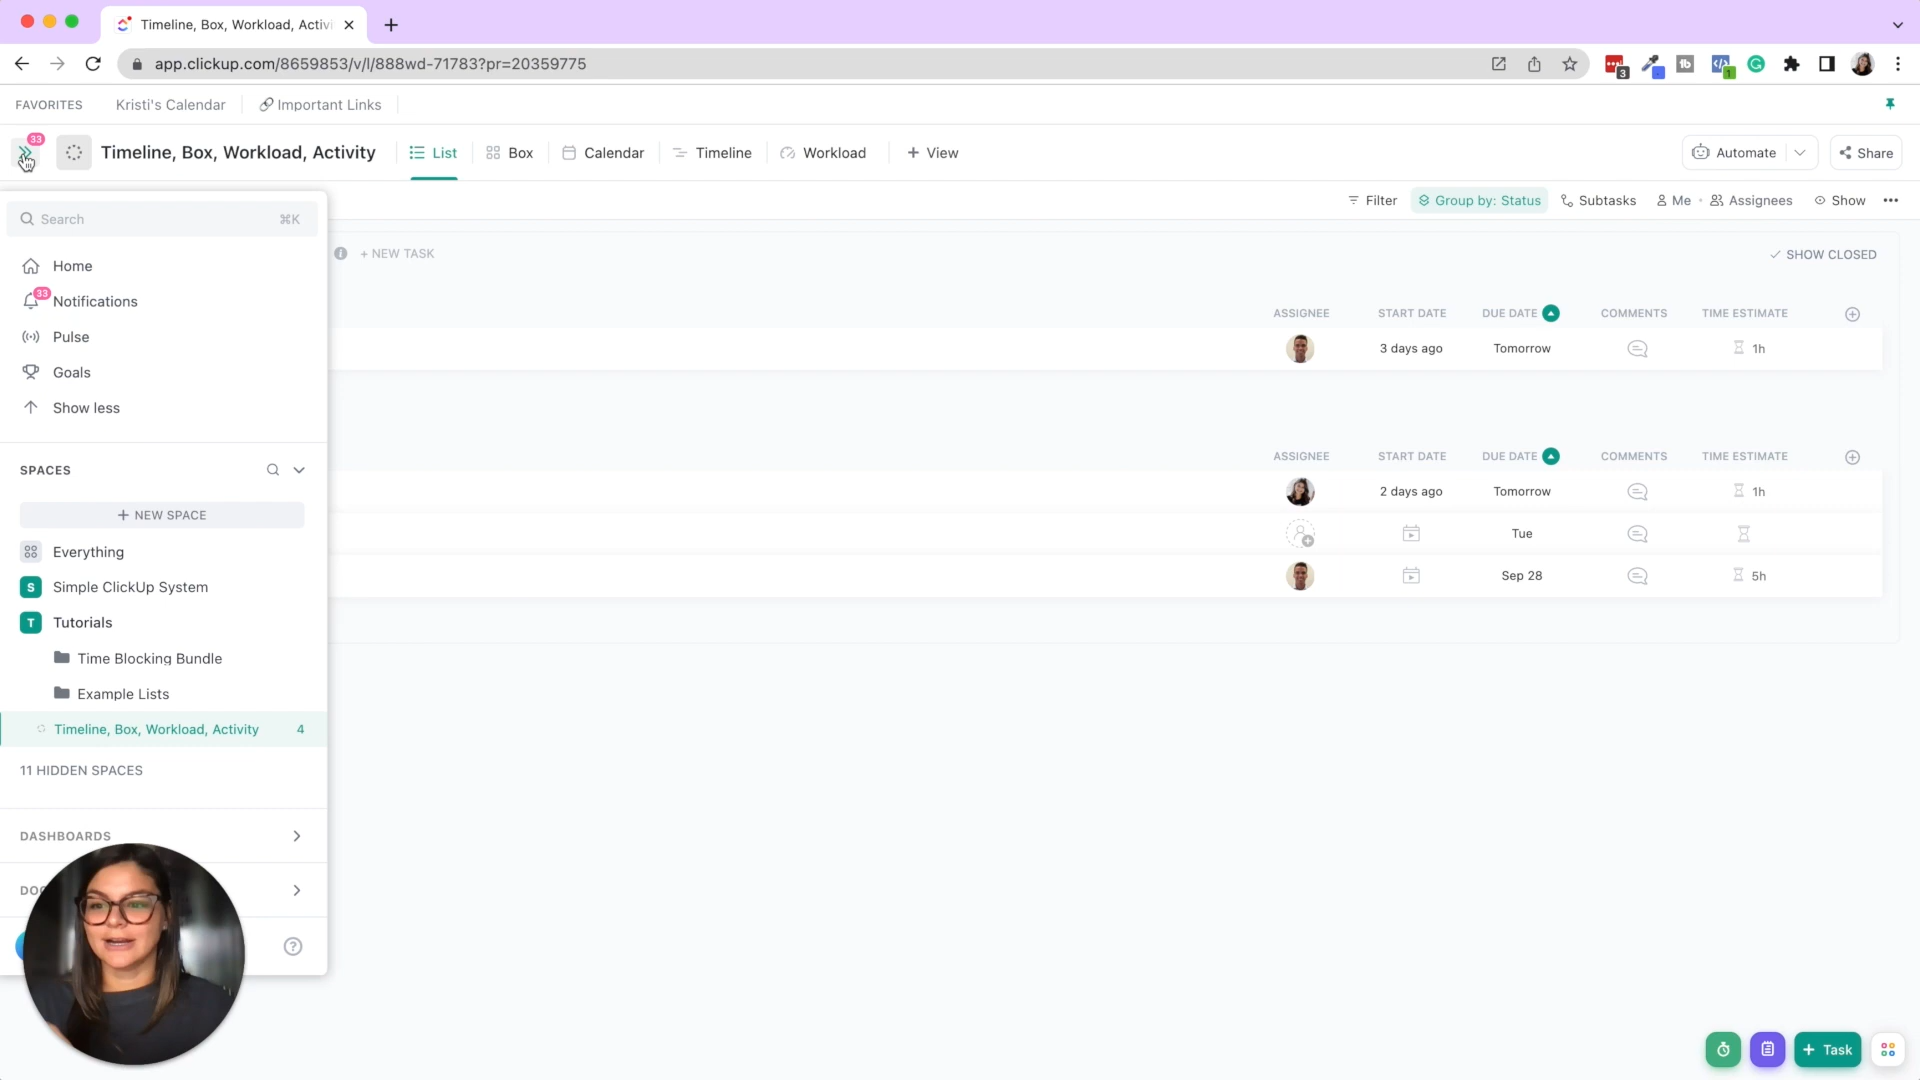 Timeline, Box, Workload, Activi
app.clickup.com/8659853/v/l/888wd-71783?pr=20359775
3
1
FAVORITES
Kristi's Calendar
Important Links
33
Timeline, Box, Workload, Activity
List
Box
Calendar
Timeline
Workload
+ View
Automate
Share
Filter
Group by: Status
Subtasks
Me
Assignees
Show
Search
⌘K
+ NEW TASK
SHOW CLOSED
Home
33
Notifications
Pulse
Goals
Show less
ASSIGNEE
START DATE
DUE DATE
COMMENTS
TIME ESTIMATE
3 days ago
Tomorrow
1h
ASSIGNEE
START DATE
DUE DATE
COMMENTS
TIME ESTIMATE
2 days ago
Tomorrow
1h
Tue
Sep 28
5h
SPACES
+ NEW SPACE
Everything
S
Simple ClickUp System
T
Tutorials
Time Blocking Bundle
Example Lists
Timeline, Box, Workload, Activity
4
11 HIDDEN SPACES
DASHBOARDS
+ Task